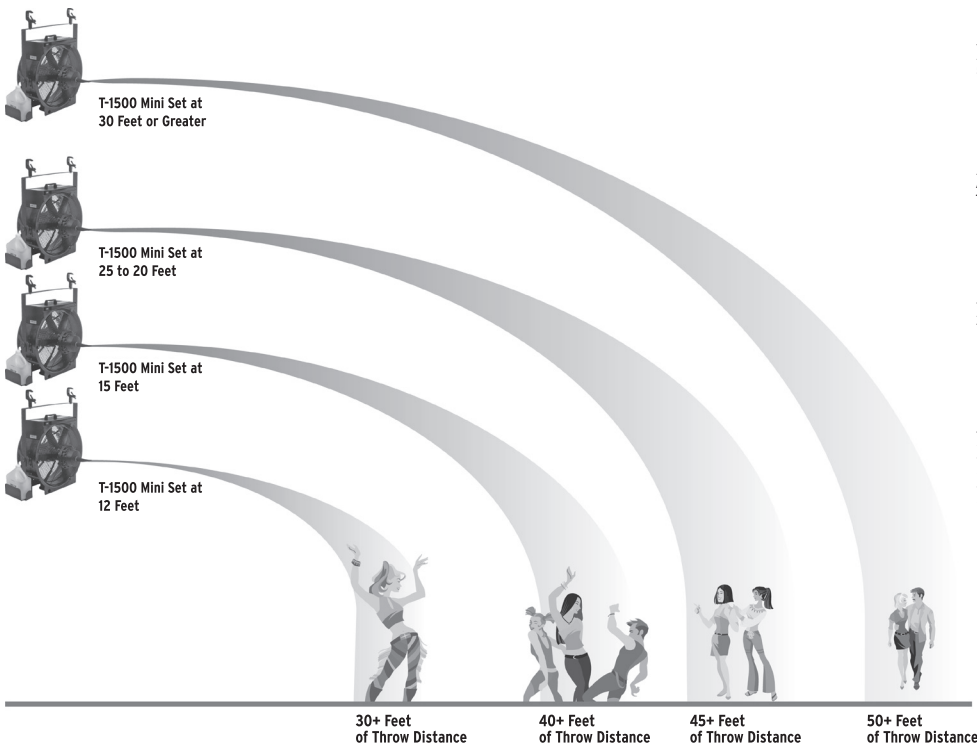 T-1500 Mini Set at
30 Feet or Greater
T-1500 Mini Set at
25 to 20 Feet
T-1500 Mini Set at
15 Feet
T-1500 Mini Set at
12 Feet
30+ Feet
of Throw Distance
40+ Feet
of Throw Distance
45+ Feet
of Throw Distance
50+ Feet
of Throw Distance